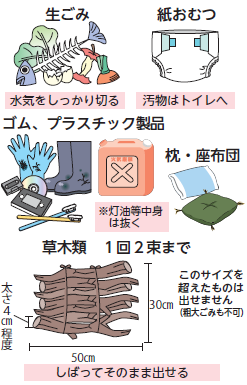 生ごみ
紙おむつ
水気をしっかり切る
汚物はトイレへ
ゴム、プラスチック製品
枕・座布団
※灯油等中身
は抜く
草木類 1回2束まで
太さ4㎝程度
30㎝
50㎝
このサイズを
超えたものは
出せません
(粗大ごみも不可)
しばってそのまま出せる